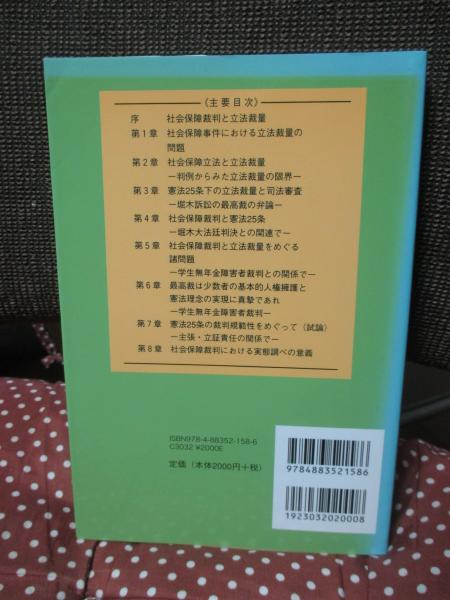 〈主要目次〉
序 社会保障裁判と立法裁量
第1章 社会保障事件における立法裁量の
問題
第2章 社会保障立法と立法裁量
ー判例からみた立法裁量の限界ー
第3章 憲法25条下の立法裁量と司法審査
ー堀木訴訟の最高裁の弁論ー
第4章 社会保障裁判と憲法25条
ー堀木大法廷判決との関連でー
第5章 社会保障裁判と立法裁量をめぐる
諸問題
ー学生無年金障害者裁判との関係でー
第6章 最高裁は少数者の基本的人権擁護と
憲法理念の実現に真摯であれ
ー学生無年金障害者裁判ー
第7章 憲法25条の裁判規範性をめぐって（試論）
ー主張・立証責任の関係でー
第8章 社会保障裁判における実態調べの意義
ISBN978-4-88352-158-6
C3032 ¥2000E
定価（本体2000円＋税）
9784883521586
1923032020008